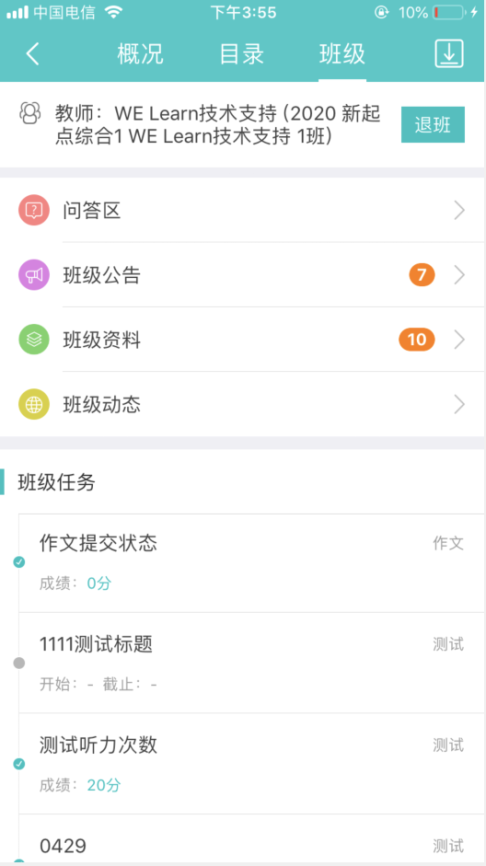 中国电信 下午3:55 10%
概况 目录 班级
教师：WE Learn技术支持 (2020 新起
点综合1 WE Learn技术支持 1班)
退班
问答区
班级公告 7
班级资料 10
班级动态
班级任务
作文提交状态 作文
成绩：0分
1111测试标题 测试
开始：- 截止：-
测试听力次数 测试
成绩：20分
0429 测试